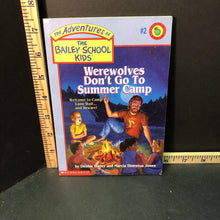 The Adventures of
THE
BAILEY SCHOOL
KIDS
#2
Werewolves
Don't Go To
Summer Camp
Welcome to Camp
Lone Wolf...
and beware!
by Debbie Dadey and Marcia Thornton Jones
SCHOLASTIC